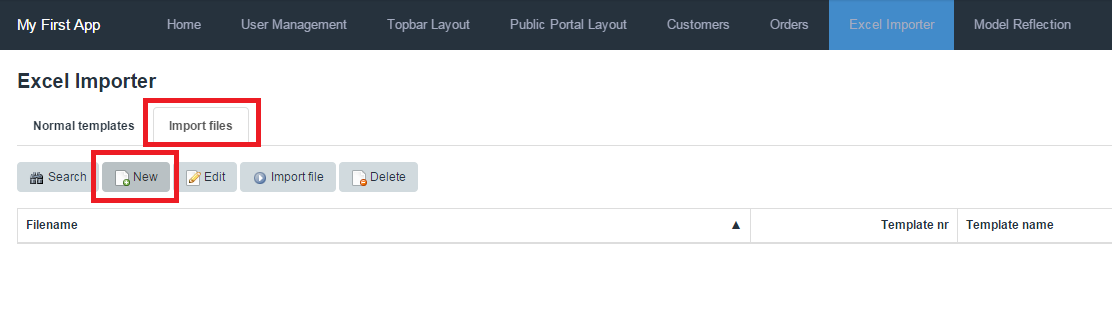 My First App Home User Management Topbar Layout Public Portal Layout Customers Orders Excel Importer Model Reflection
Excel Importer
Normal templates Import files
Search New Edit Import file Delete
Filename ▲ Template nr Template name